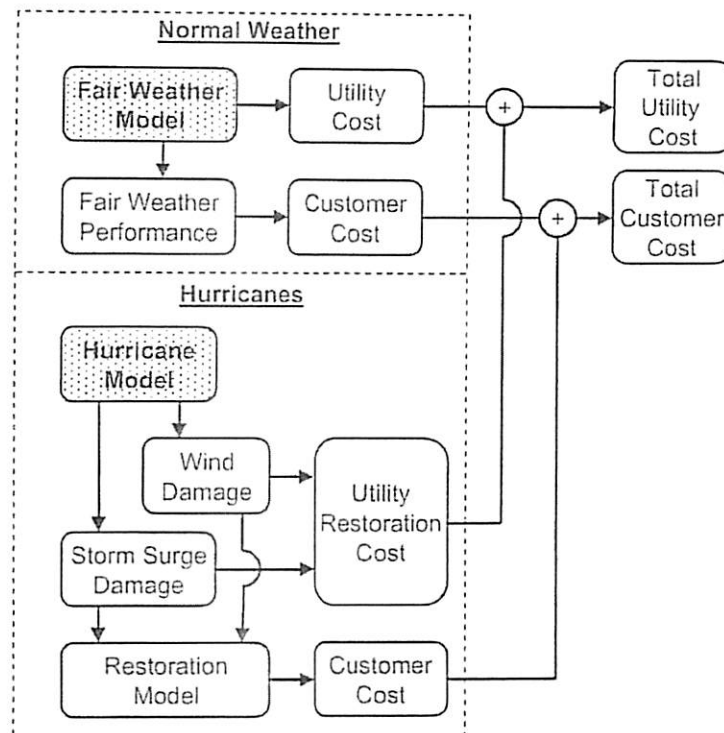 Normal Weather
Fair Weather
Model
Utility
Cost
+
Total
Utility
Cost
Fair Weather
Performance
Customer
Cost
+
Total
Customer
Cost
Hurricanes
Hurricane
Model
Wind
Damage
Utility
Restoration
Cost
Storm Surge
Damage
Restoration
Model
Customer
Cost